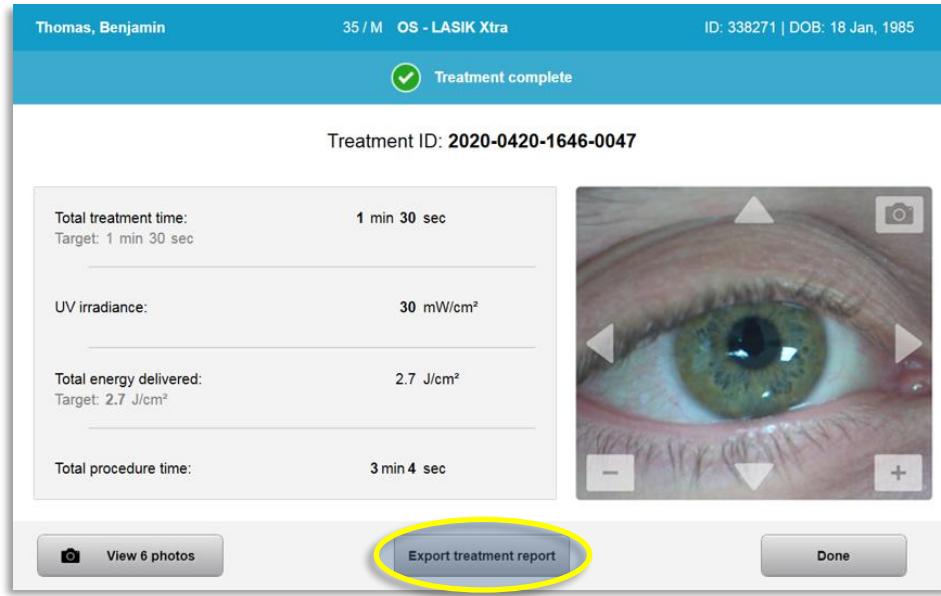 Thomas, Benjamin 35 / M OS - LASIK Xtra ID: 338271 | DOB: 18 Jan, 1985
Treatment complete
Treatment ID: 2020-0420-1646-0047
Total treatment time: 1 min 30 sec
Target: 1 min 30 sec
UV irradiance: 30 mW/cm²
Total energy delivered: 2.7 J/cm²
Target: 2.7 J/cm²
Total procedure time: 3 min 4 sec
View 6 photos Export treatment report Done